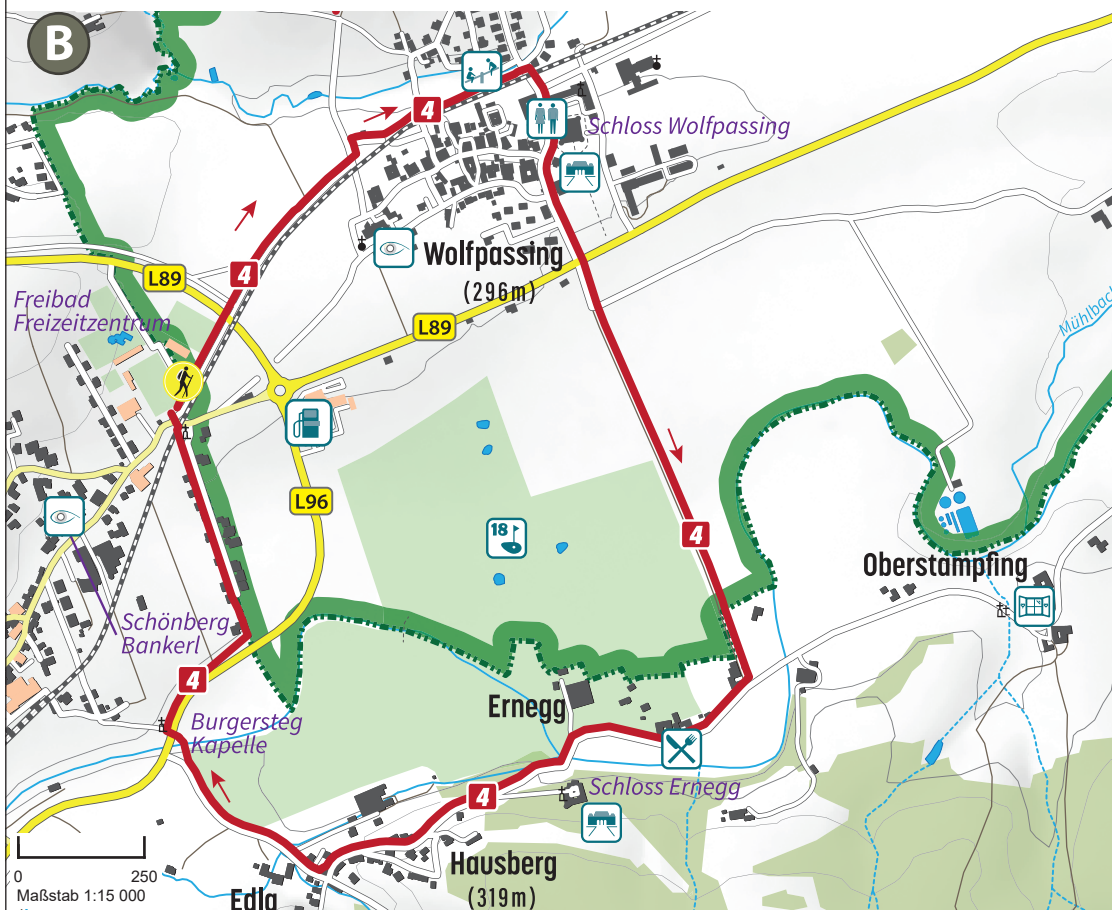 B
4
Schloss Wolfpassing
Wolfpassing
(296m)
4
L89
Freibad
Freizeitzentrum
L89
Mühlbach
L96
18
4
Oberstampfing
Schönberg
Bankerl
4
Ernegg
Burgersteg
Kapelle
Schloss Ernegg
4
Hausberg
(319m)
Edla
0 250
Maßstab 1:15 000